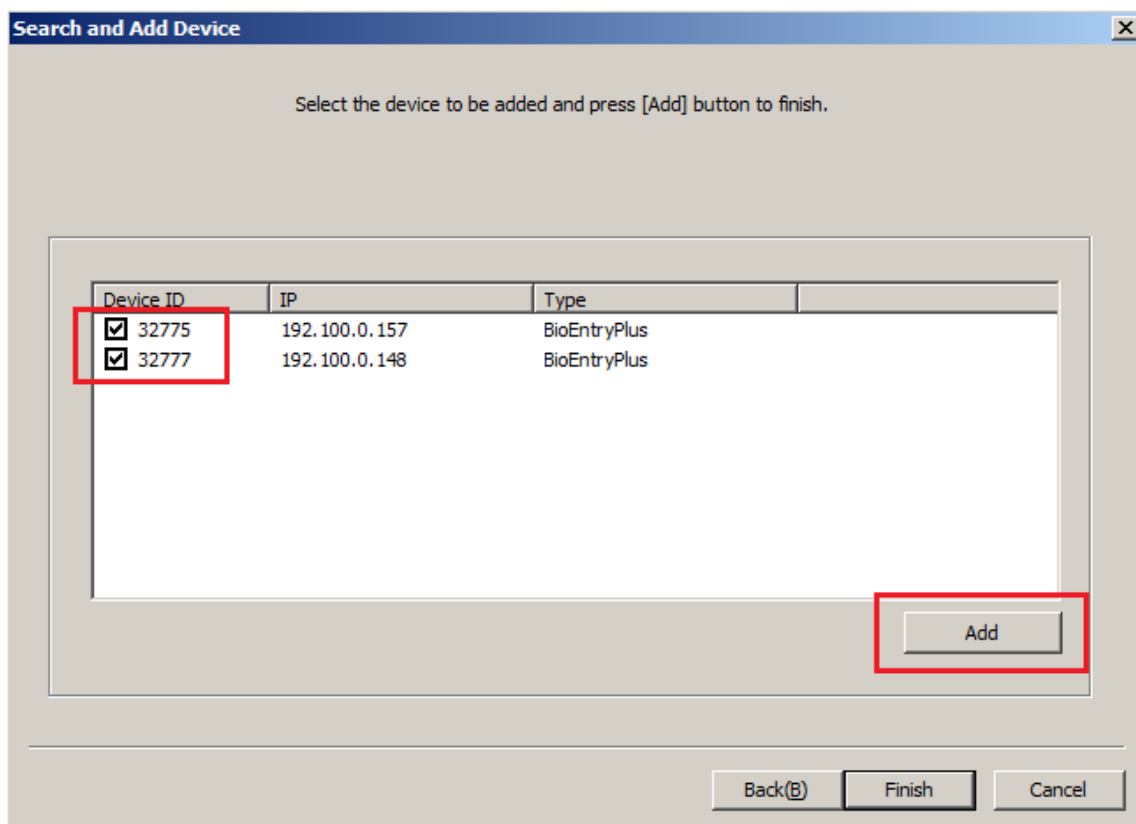 Search and Add Device
Select the device to be added and press [Add] button to finish.
Device ID IP Type
32775 192.100.0.157 BioEntryPlus
32777 192.100.0.148 BioEntryPlus
Add
Back(B) Finish Cancel